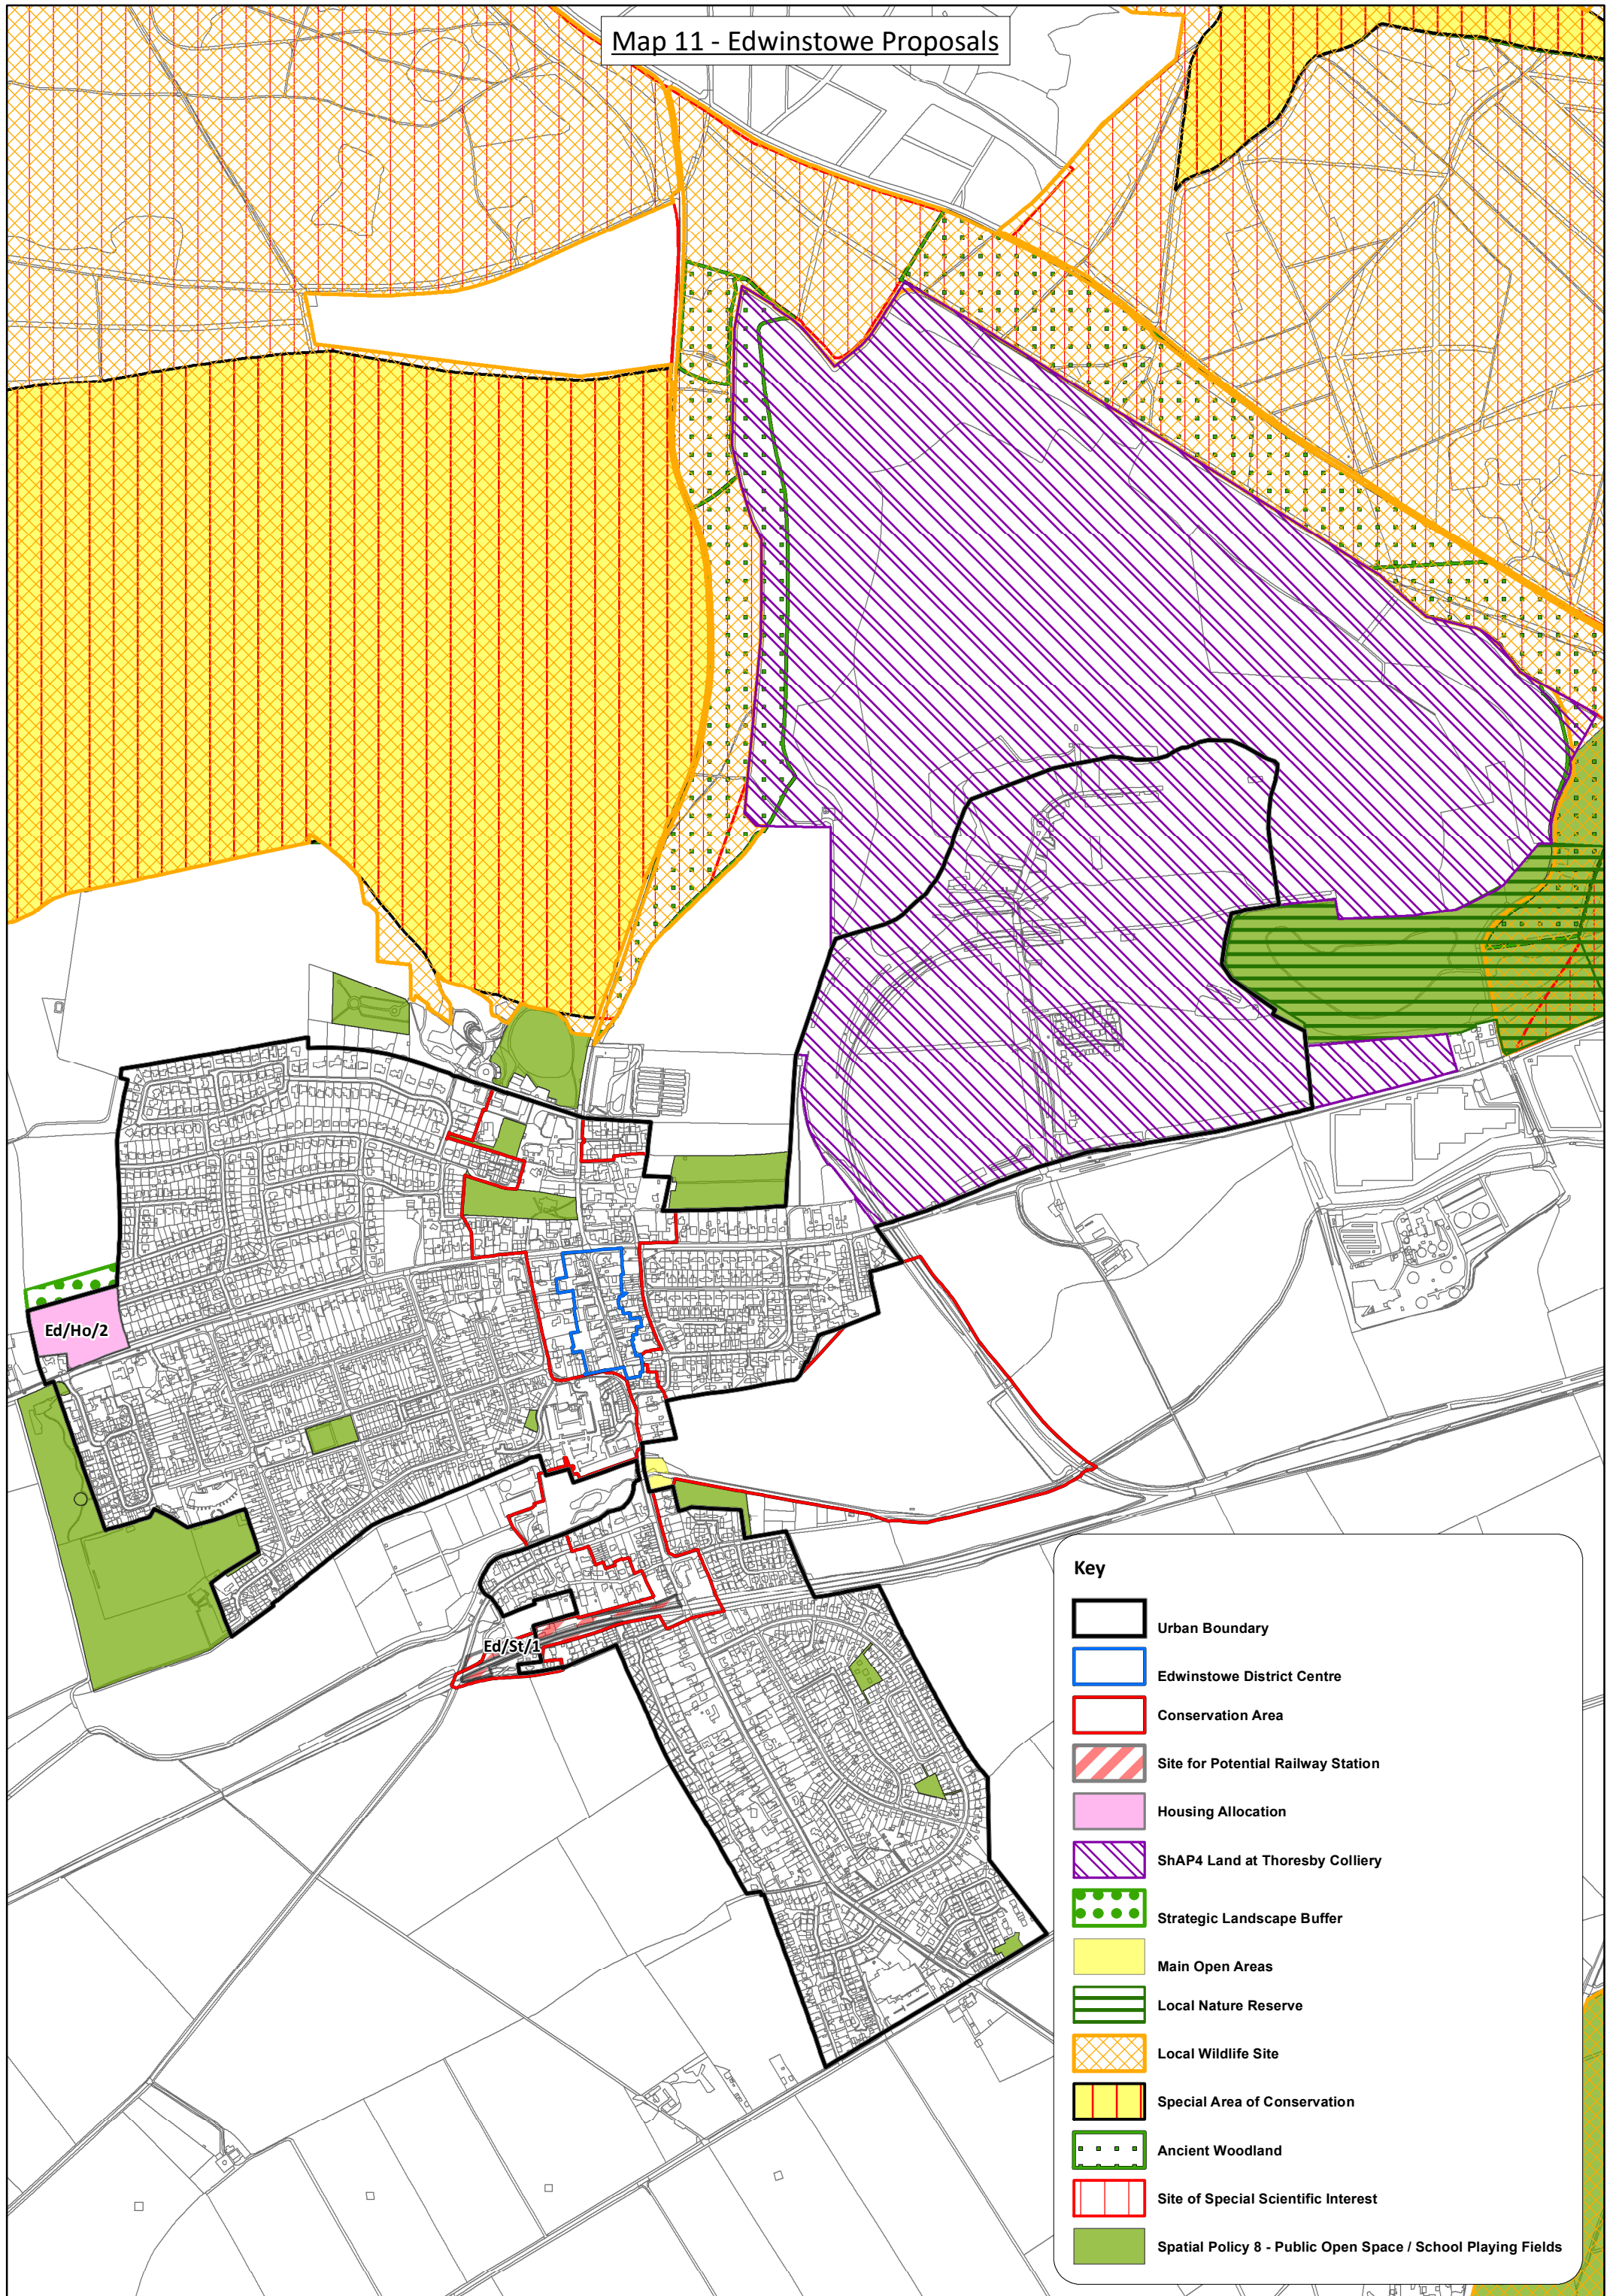 Map 11 - Edwinstowe Proposals
Ed/Ho/2
Ed/St/1
Key
Urban Boundary
Edwinstowe District Centre
Conservation Area
Site for Potential Railway Station
Housing Allocation
ShAP4 Land at Thoresby Colliery
Strategic Landscape Buffer
Main Open Areas
Local Nature Reserve
Local Wildlife Site
Special Area of Conservation
Ancient Woodland
Site of Special Scientific Interest
Spatial Policy 8 - Public Open Space / School Playing Fields